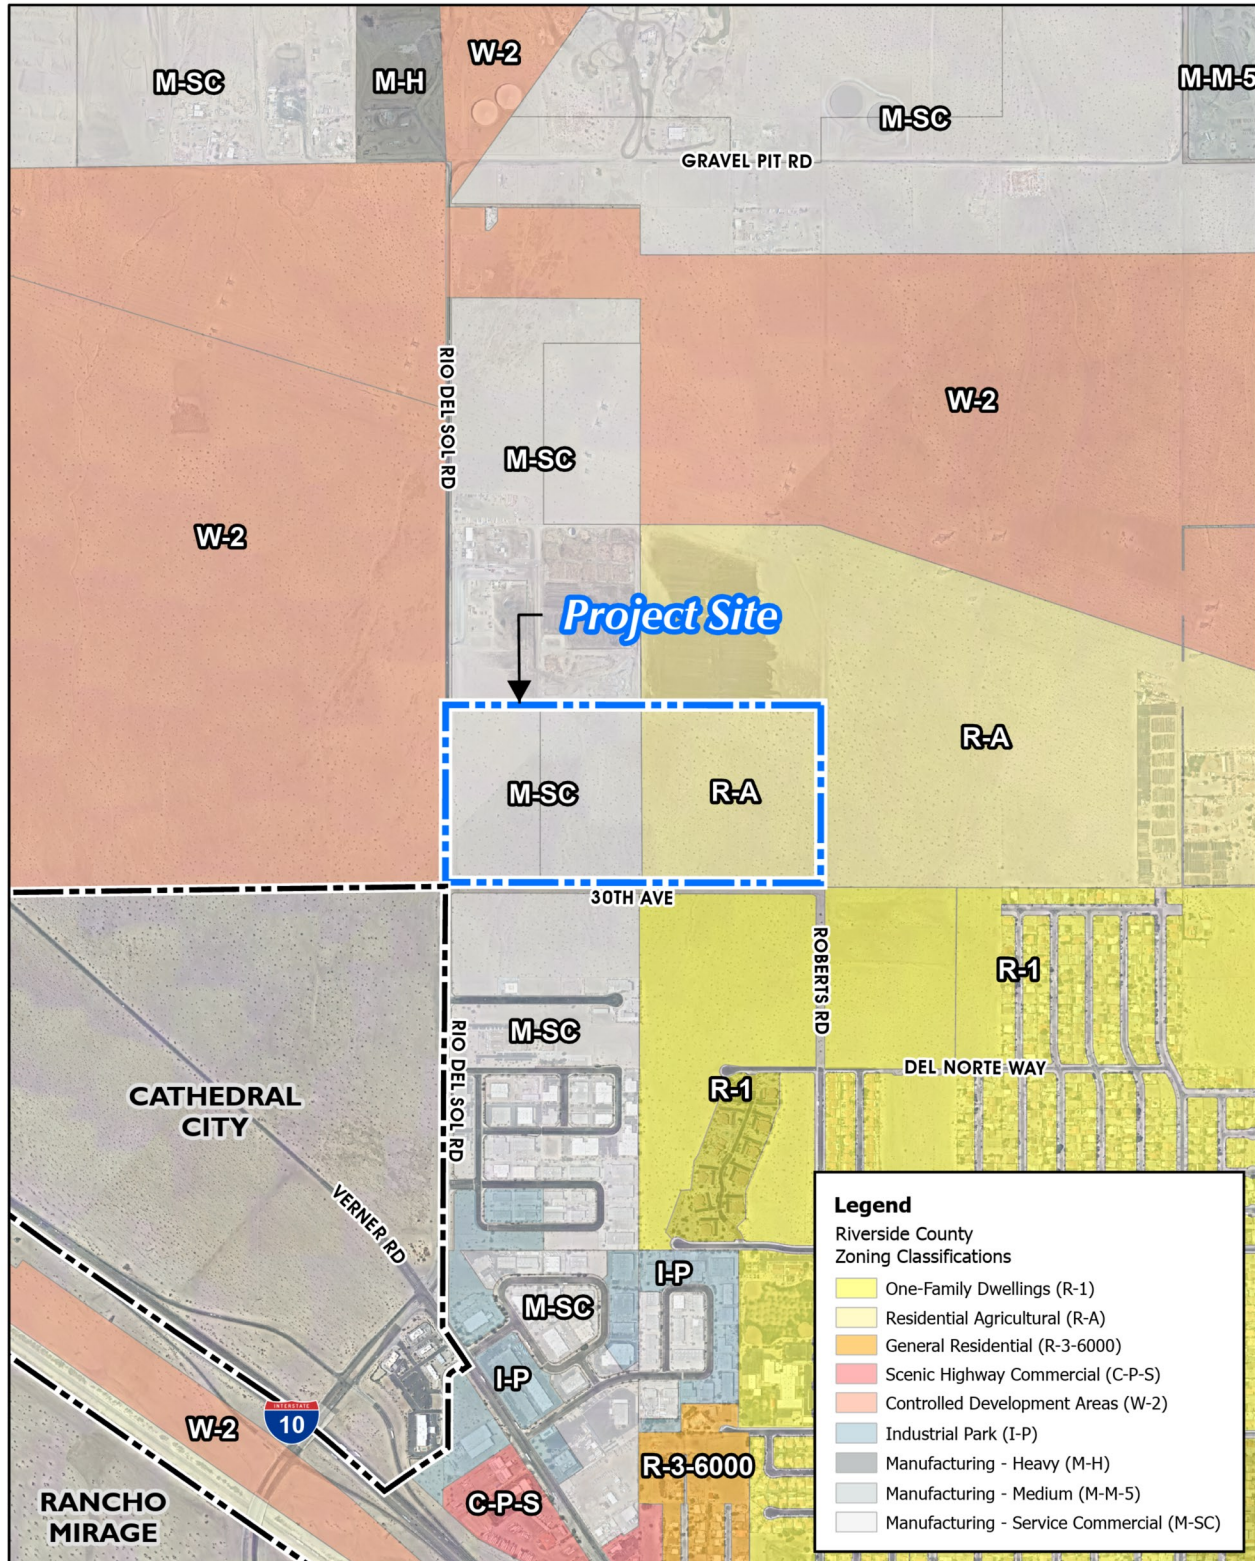 W-2
M-SC
M-H
M-M-5
M-SC
GRAVEL PIT RD
RIO DEL SOL RD
W-2
M-SC
W-2
Project Site
R-A
M-SC
R-A
30TH AVE
ROBERTS RD
R-1
RIO DEL SOL RD
M-SC
DEL NORTE WAY
R-1
CATHEDRAL
CITY
VERNER RD
I-P
M-SC
I-P
INTERSTATE
10
W-2
R-3-6000
C-P-S
RANCHO
MIRAGE
Legend
Riverside County
Zoning Classifications
One-Family Dwellings (R-1)
Residential Agricultural (R-A)
General Residential (R-3-6000)
Scenic Highway Commercial (C-P-S)
Controlled Development Areas (W-2)
Industrial Park (I-P)
Manufacturing - Heavy (M-H)
Manufacturing - Medium (M-M-5)
Manufacturing - Service Commercial (M-SC)